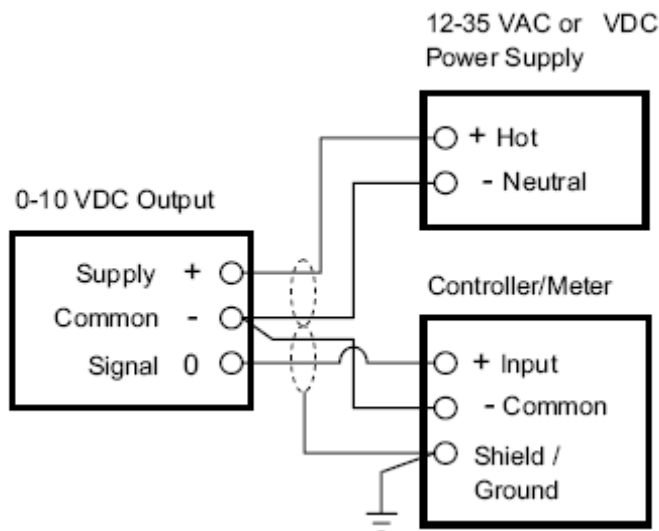 12-35 VAC or VDC
Power Supply
+ Hot
- Neutral
0-10 VDC Output
Supply +
Common -
Signal 0
Controller/Meter
+ Input
- Common
Shield /
Ground